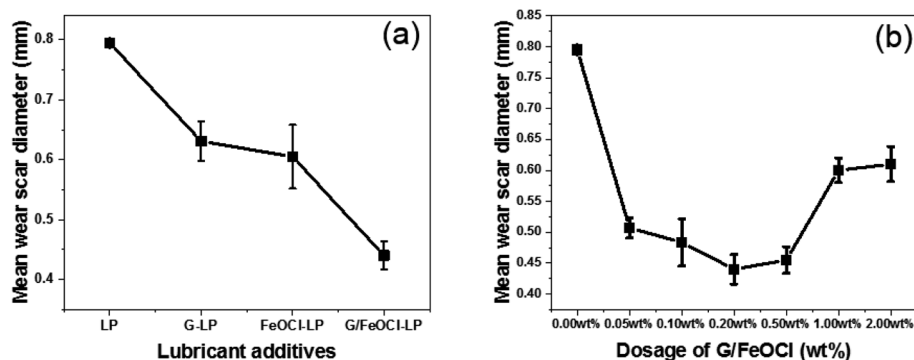 (a)
Mean wear scar diameter (mm)
0.8
0.7
0.6
0.5
0.4
LP G-LP FeOCl-LP G/FeOCl-LP
Lubricant additives
(b)
Mean wear scar diameter (mm)
0.85
0.80
0.75
0.70
0.65
0.60
0.55
0.50
0.45
0.40
0.00wt% 0.05wt% 0.10wt% 0.20wt% 0.50wt% 1.00wt% 2.00wt%
Dosage of G/FeOCl (wt%)